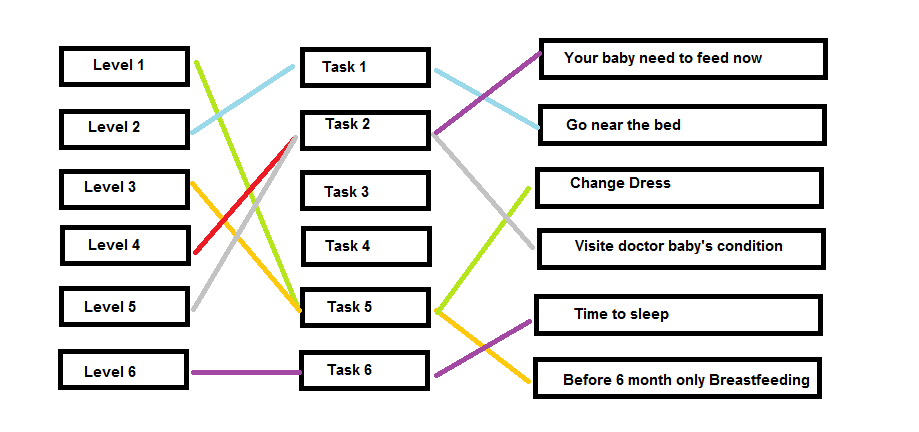 Level 1
Task 1
Your baby need to feed now
Level 2
Task 2
Go near the bed
Level 3
Task 3
Change Dress
Level 4
Task 4
Visite doctor baby's condition
Level 5
Task 5
Time to sleep
Level 6
Task 6
Before 6 month only Breastfeeding